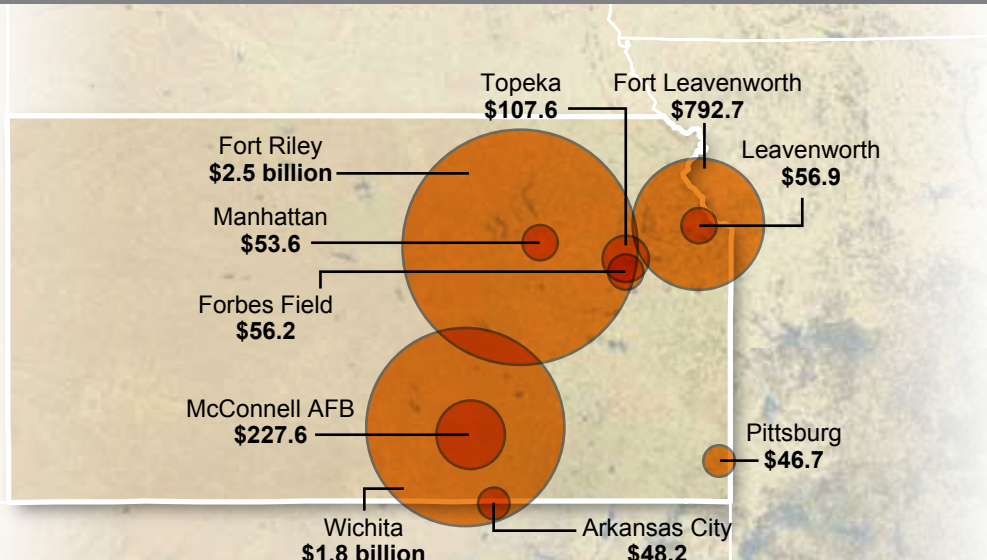 Topeka
$107.6
Fort Leavenworth
$792.7
Fort Riley
$2.5 billion
Leavenworth
$56.9
Manhattan
$53.6
Forbes Field
$56.2
McConnell AFB
$227.6
Pittsburg
$46.7
Wichita
$1.8 billion
Arkansas City
$48.2